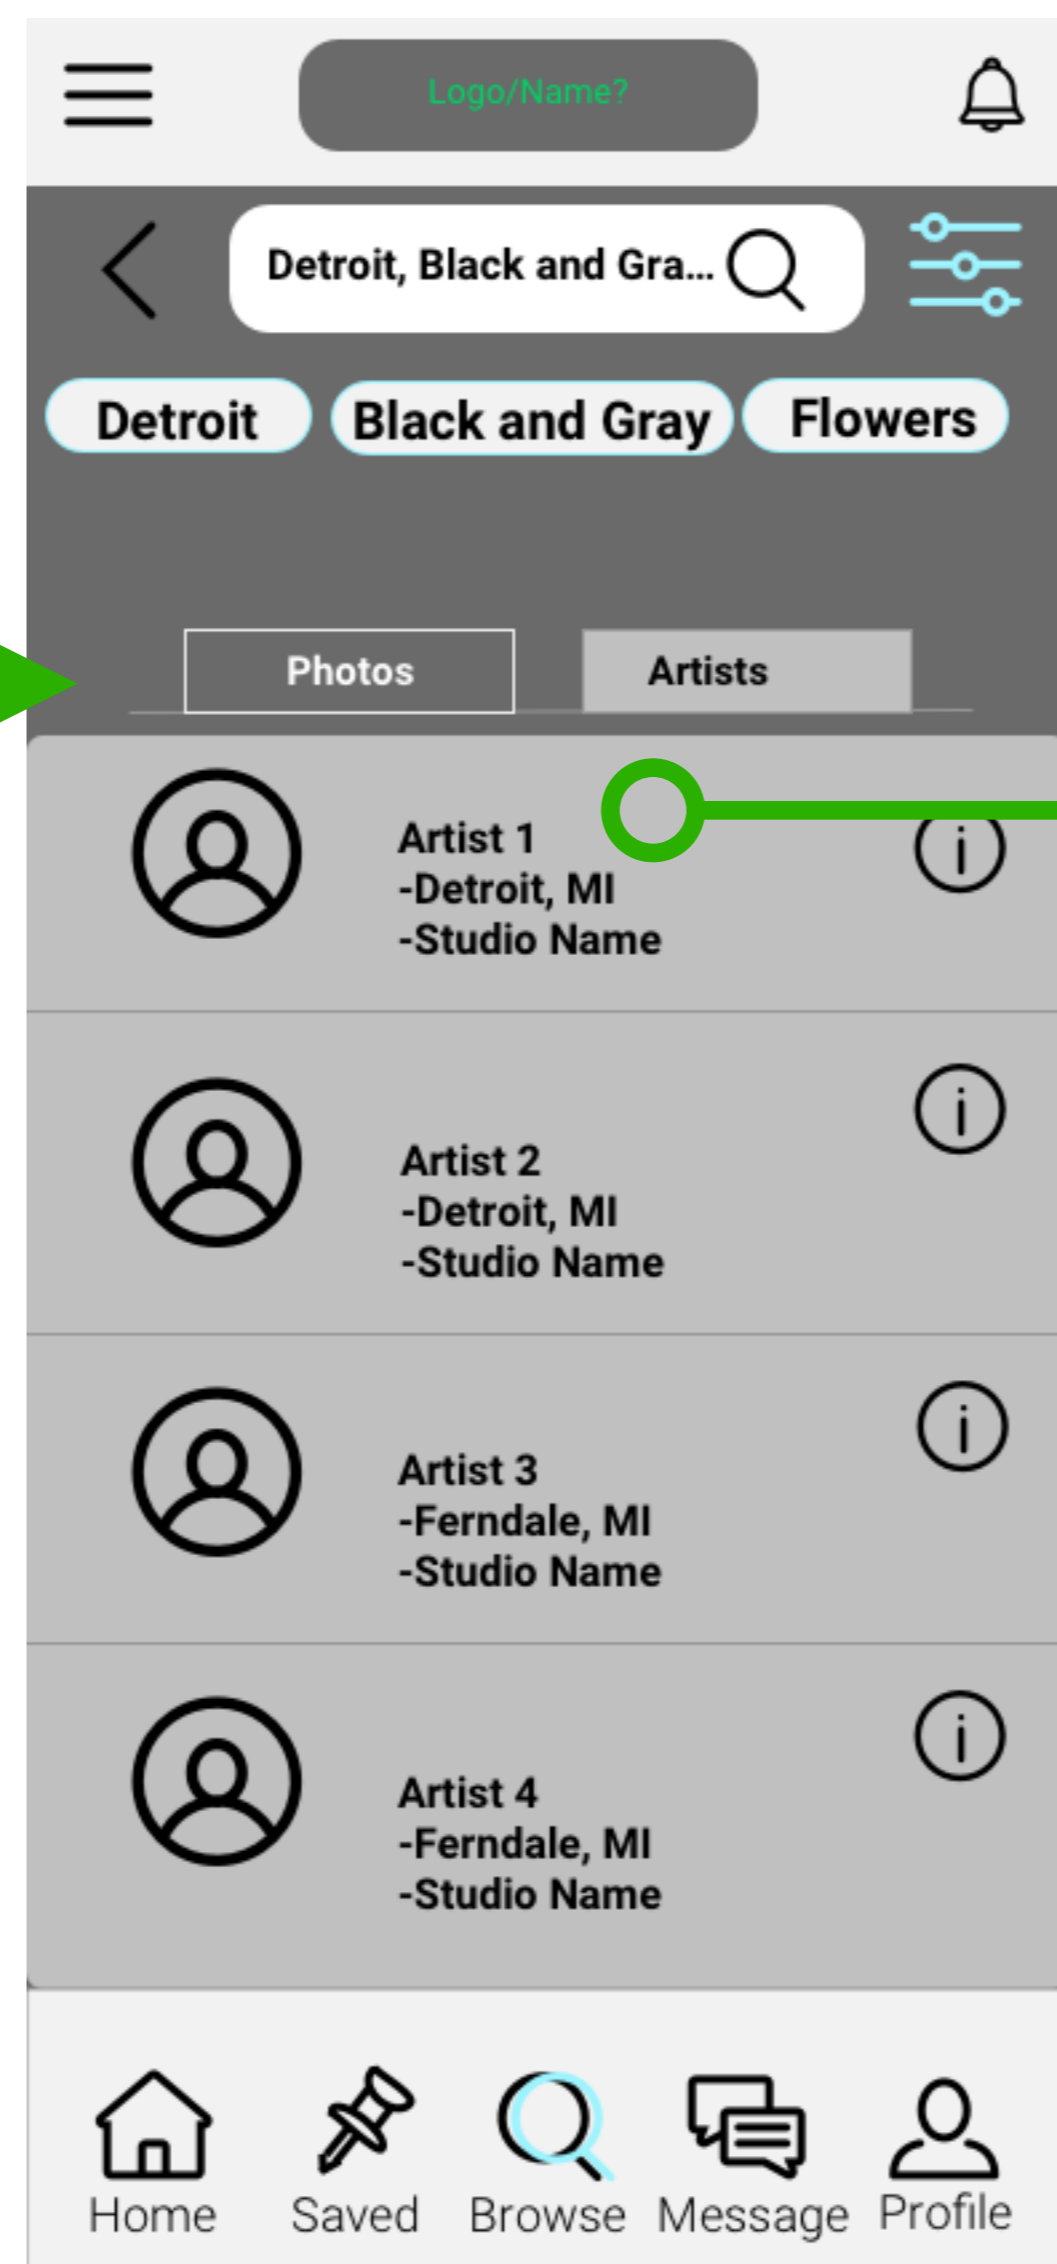 Logo/Name?
Detroit, Black and Gra...
Detroit
Black and Gray
Flowers
Photos
Artists
Artist 1
-Detroit, MI
-Studio Name
Artist 2
-Detroit, MI
-Studio Name
Artist 3
-Ferndale, MI
-Studio Name
Artist 4
-Ferndale, MI
-Studio Name
Home
Saved
Browse
Message
Profile